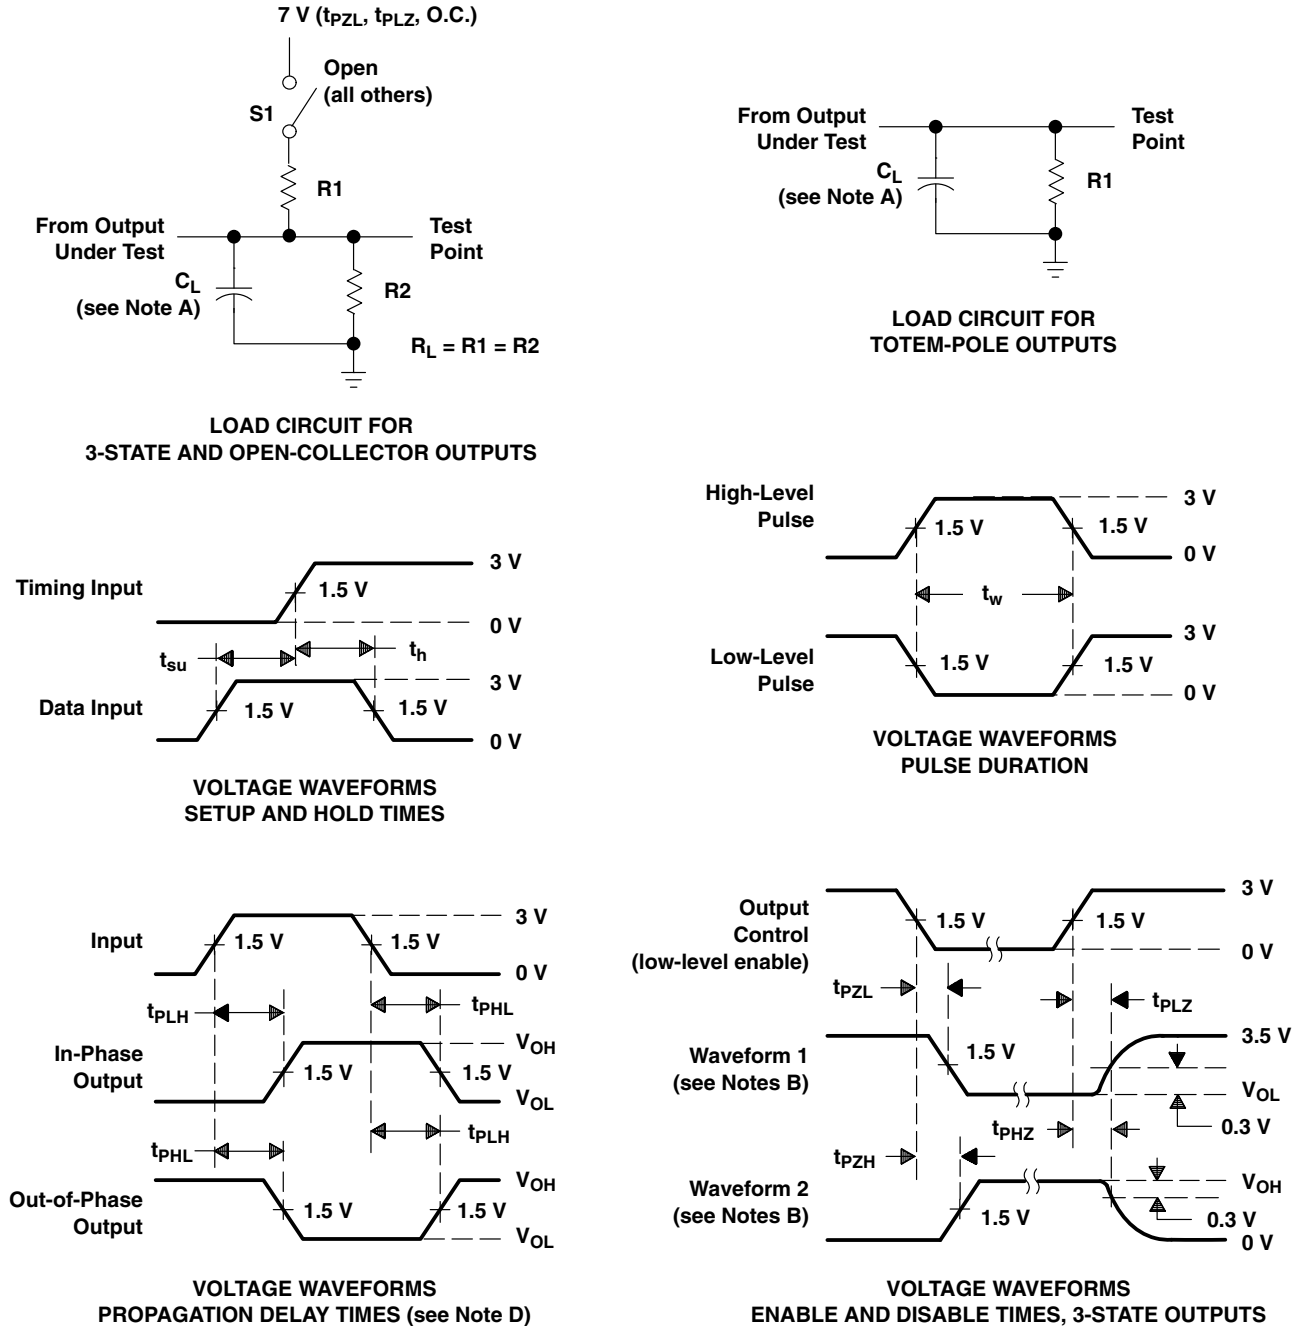 7 V (tPZL, tPLZ, O.C.)
Open
(all others)
S1
R1
From Output
Under Test
Test
Point
CL
(see Note A)
R2
RL = R1 = R2
LOAD CIRCUIT FOR
3-STATE AND OPEN-COLLECTOR OUTPUTS
From Output
Under Test
Test
Point
CL
(see Note A)
R1
LOAD CIRCUIT FOR
TOTEM-POLE OUTPUTS
Timing Input
1.5 V
3 V
0 V
tsu
th
Data Input
1.5 V
1.5 V
3 V
0 V
VOLTAGE WAVEFORMS
SETUP AND HOLD TIMES
High-Level
Pulse
1.5 V
1.5 V
3 V
0 V
tw
Low-Level
Pulse
1.5 V
1.5 V
3 V
0 V
VOLTAGE WAVEFORMS
PULSE DURATION
Input
1.5 V
1.5 V
3 V
0 V
tPLH
tPHL
In-Phase
Output
1.5 V
1.5 V
VOH
VOL
tPHL
tPLH
Out-of-Phase
Output
1.5 V
1.5 V
VOH
VOL
VOLTAGE WAVEFORMS
PROPAGATION DELAY TIMES (see Note D)
Output
Control
(low-level enable)
1.5 V
1.5 V
3 V
0 V
tPZL
tPLZ
Waveform 1
(see Notes B)
1.5 V
3.5 V
VOL
0.3 V
tPHZ
tPZH
Waveform 2
(see Notes B)
1.5 V
VOH
0.3 V
0 V
VOLTAGE WAVEFORMS
ENABLE AND DISABLE TIMES, 3-STATE OUTPUTS